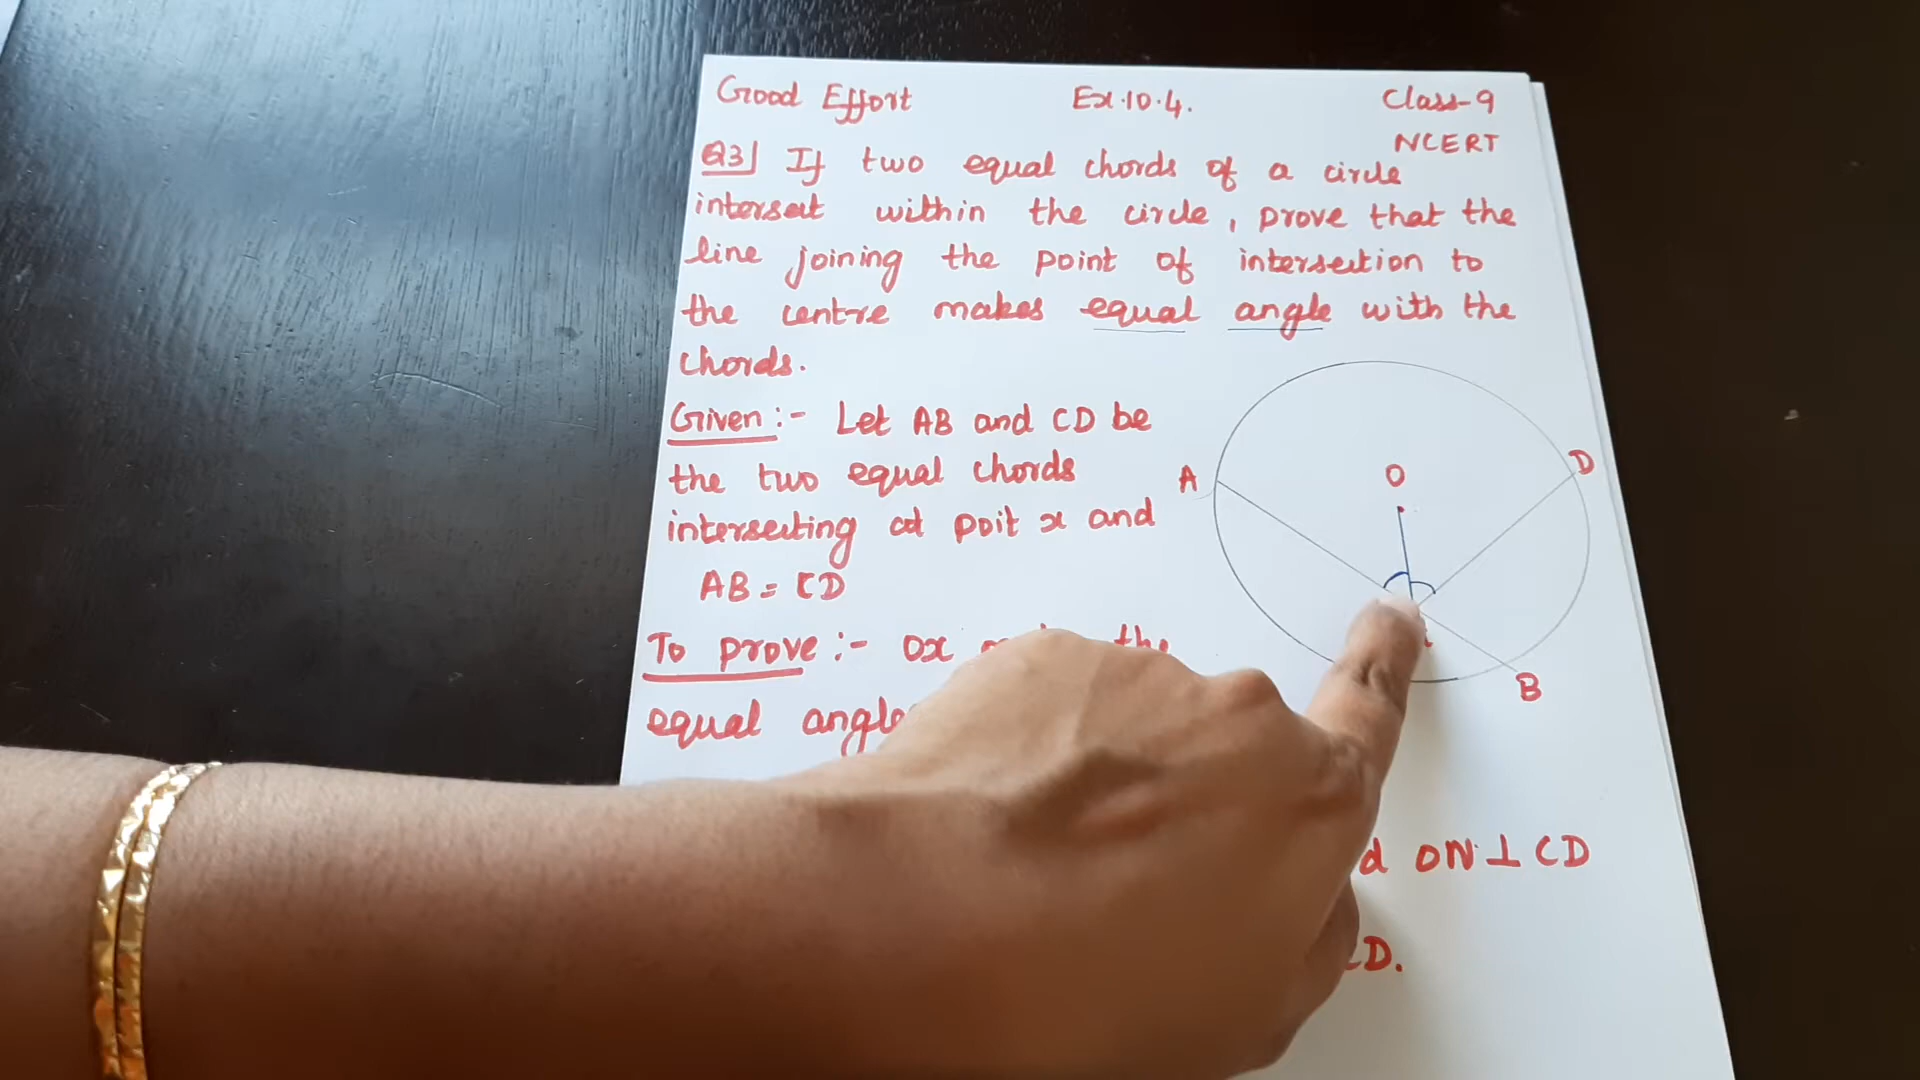 Good Effort Ex.10.4. Class-9
NCERT
Q3] If two equal chords of a circle
intersect within the circle, prove that the
line joining the point of intersection to
the centre makes equal angle with the
chords.
Given:- Let AB and CD be
the two equal chords
intersecting at poit x and
AB = CD
To prove:- Ox the
equal angle
A
O
D
B
ON ⊥ CD
CD.